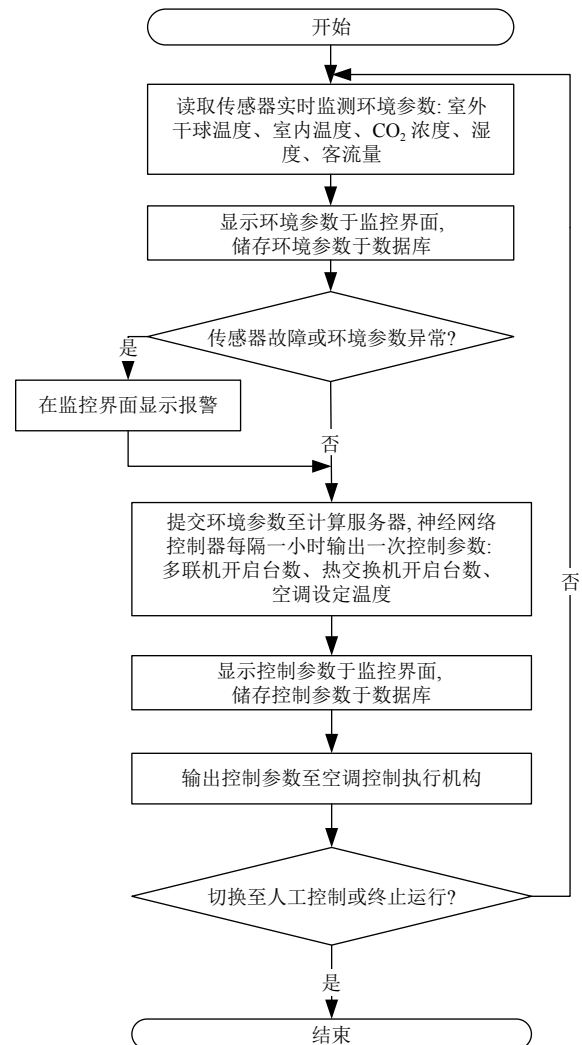 开始
读取传感器实时监测环境参数: 室外
干球温度、室内温度、CO₂ 浓度、湿
度、客流量
显示环境参数于监控界面,
储存环境参数于数据库
传感器故障或环境参数异常?
是
在监控界面显示报警
否
提交环境参数至计算服务器, 神经网络
控制器每隔一小时输出一次控制参数:
多联机开启台数、热交换机开启台数、
空调设定温度
否
显示控制参数于监控界面,
储存控制参数于数据库
输出控制参数至空调控制执行机构
切换至人工控制或终止运行?
是
结束